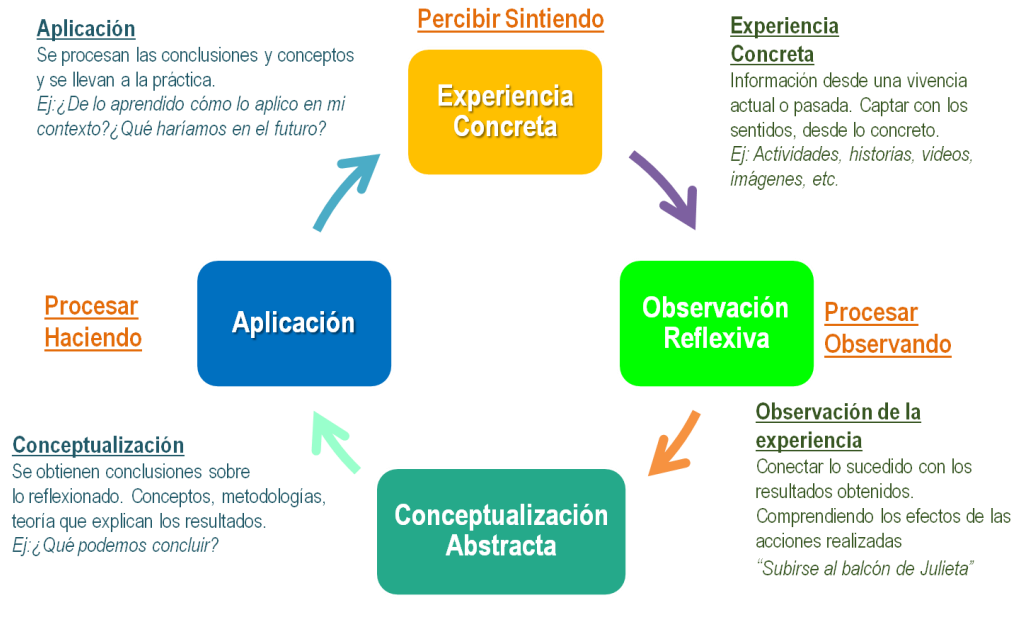 Percibir Sintiendo
Aplicación
Se procesan las conclusiones y conceptos
y se llevan a la práctica.
Ej:¿De lo aprendido cómo lo aplico en mi
contexto?¿Qué haríamos en el futuro?
Experiencia
Concreta
Experiencia
Concreta
Información desde una vivencia
actual o pasada. Captar con los
sentidos, desde lo concreto.
Ej: Actividades, historias, videos,
imágenes, etc.
Procesar
Haciendo
Aplicación
Observación
Reflexiva
Procesar
Observando
Conceptualización
Se obtienen conclusiones sobre
lo reflexionado. Conceptos, metodologías,
teoría que explican los resultados.
Ej:¿Qué podemos concluir?
Conceptualización
Abstracta
Observación de la
experiencia
Conectar lo sucedido con los
resultados obtenidos.
Comprendiendo los efectos de las
acciones realizadas
“Subirse al balcón de Julieta”